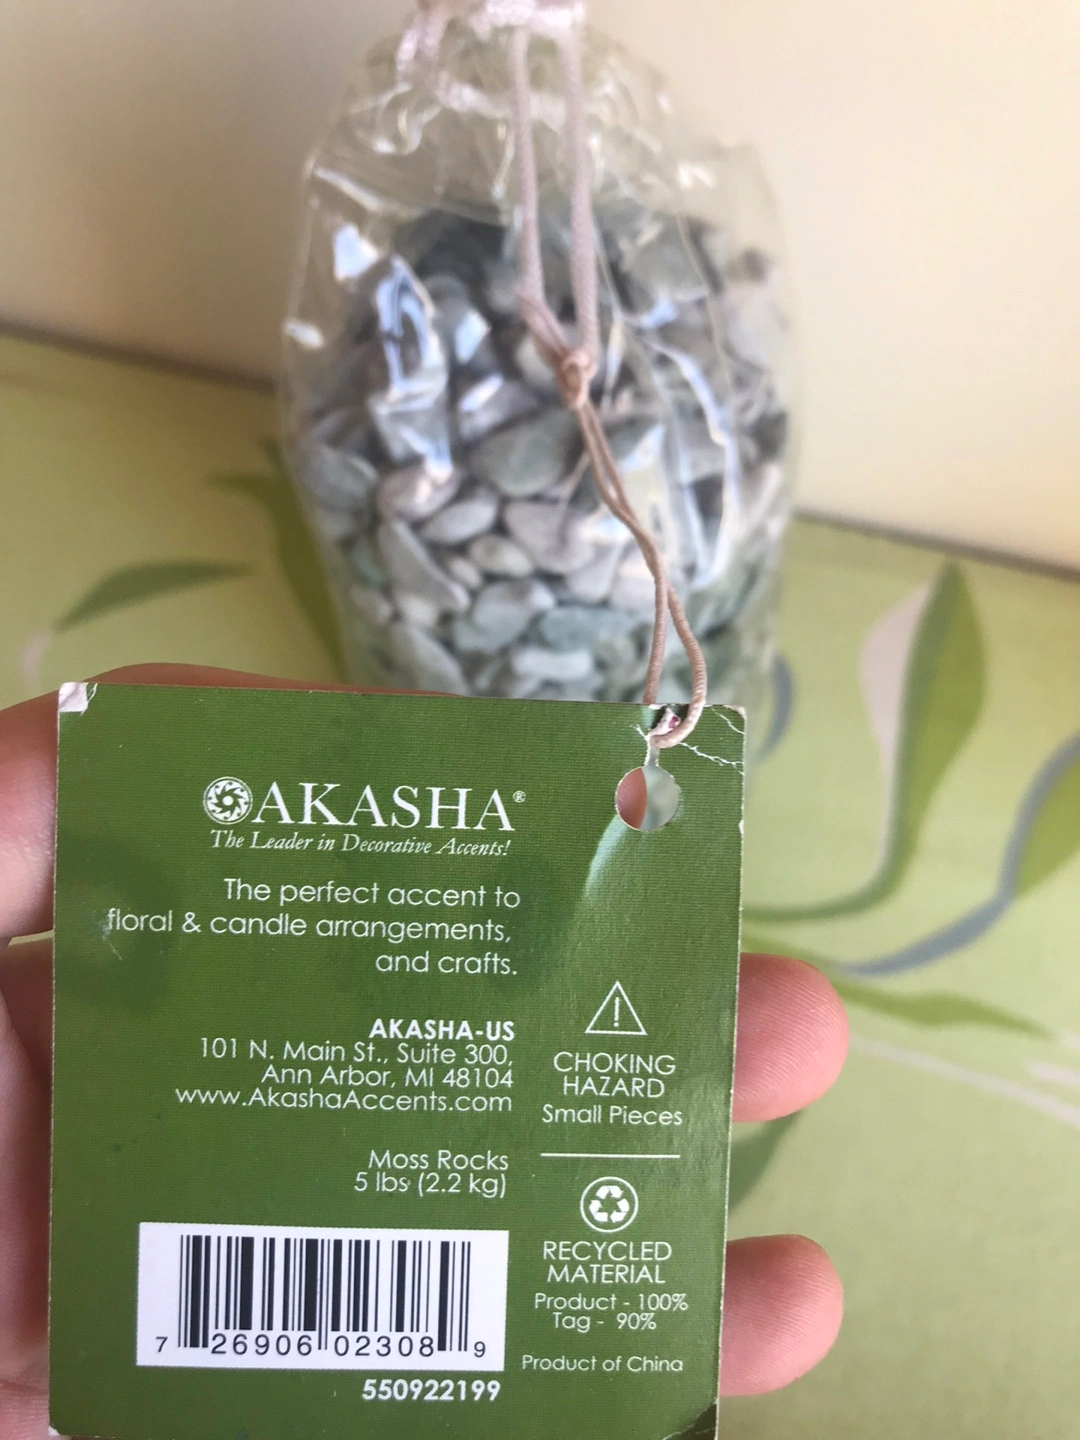 AKASHA®
The Leader in Decorative Accents!
The perfect accent to
floral & candle arrangements,
and crafts.
AKASHA-US
101 N. Main St., Suite 300,
Ann Arbor, MI 48104
www.AkashaAccents.com
Moss Rocks
5 lbs (2.2 kg)
7 26906 02308 9
550922199
CHOKING
HAZARD
Small Pieces
RECYCLED
MATERIAL
Product - 100%
Tag - 90%
Product of China